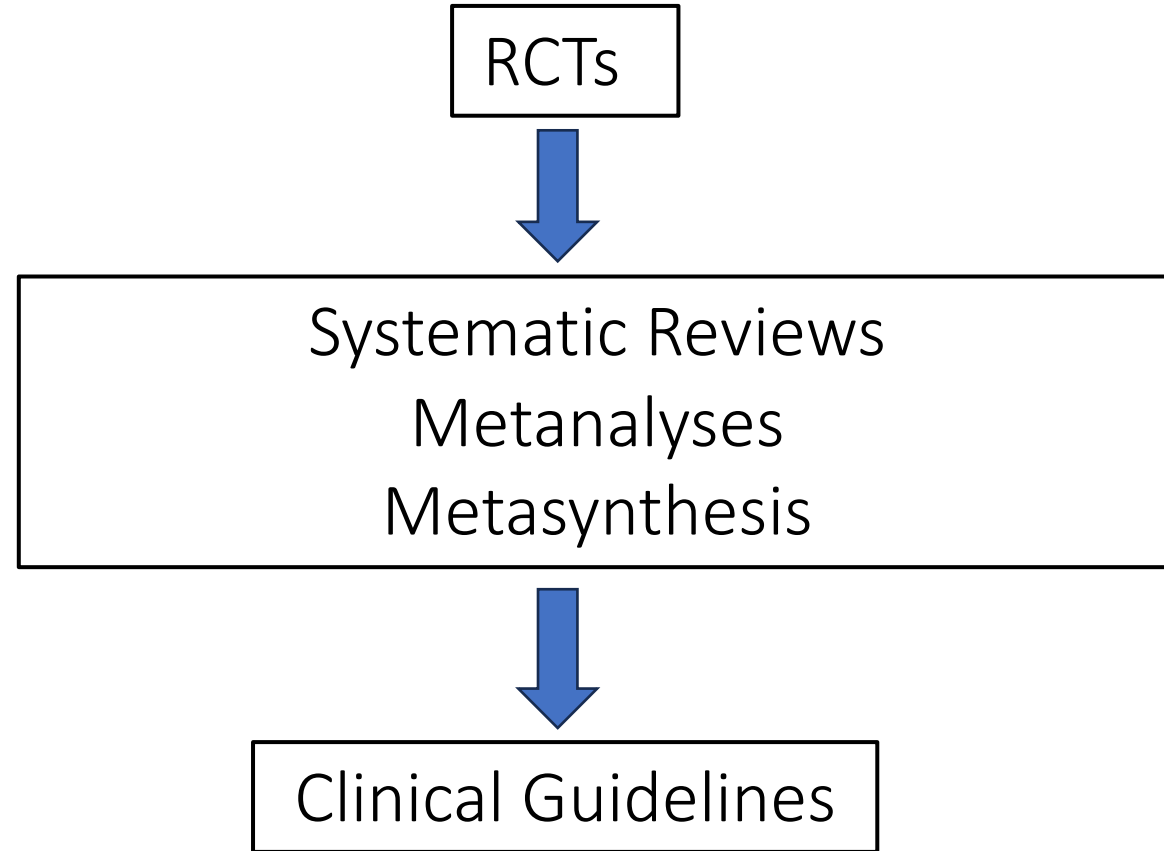 RCTs
Systematic Reviews
Metanalyses
Metasynthesis
Clinical Guidelines